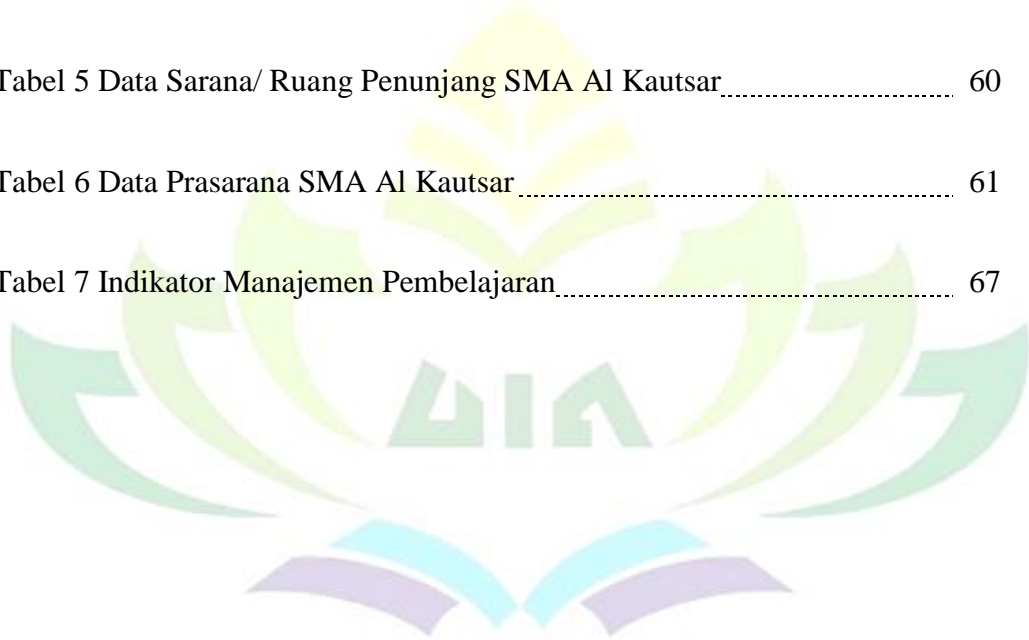 Tabel 5 Data Sarana/ Ruang Penunjang SMA Al Kautsar 60
Tabel 6 Data Prasarana SMA Al Kautsar 61
Tabel 7 Indikator Manajemen Pembelajaran 67
UIN